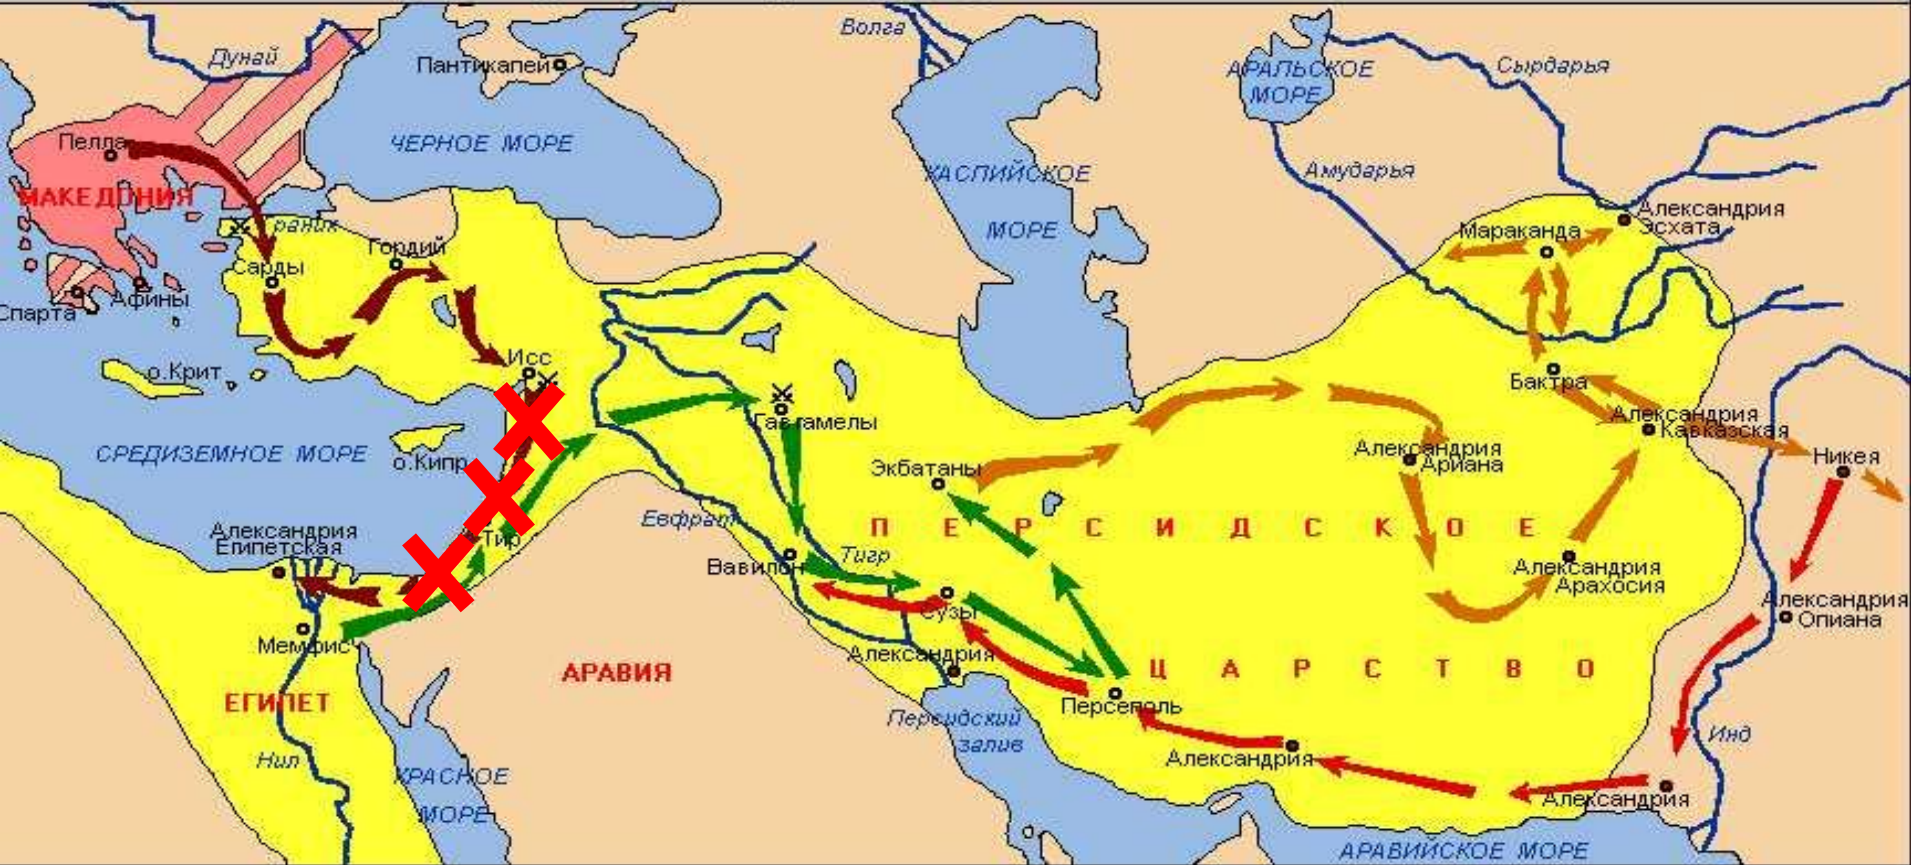 Волга
Дунай
Пантикапей
АРАЛЬСКОЕ
МОРЕ
Сырдарья
Пелла
ЧЕРНОЕ МОРЕ
КАСПИЙСКОЕ
МОРЕ
Амударья
МАКЕДОНИЯ
Граник
Гордий
Сарды
Мараканда
Александрия
Эсхата
Спарта
Афины
Исс
о.Крит
Бактра
СРЕДИЗЕМНОЕ МОРЕ
о.Кипр
Гавгамелы
Экбатаны
Александрия
Ариана
Александрия
Кавказская
Никея
Александрия
Египетская
Тир
Евфрат
ПЕРСИДСКОЕ
Вавилон
Тигр
Александрия
Арахосия
Александрия
Опиана
Сузы
Мемфис
Александрия
АРАВИЯ
ЦАРСТВО
ЕГИПЕТ
Персеполь
Персидский
залив
Нил
КРАСНОЕ
МОРЕ
Александрия
Инд
Александрия
АРАВИЙСКОЕ МОРЕ